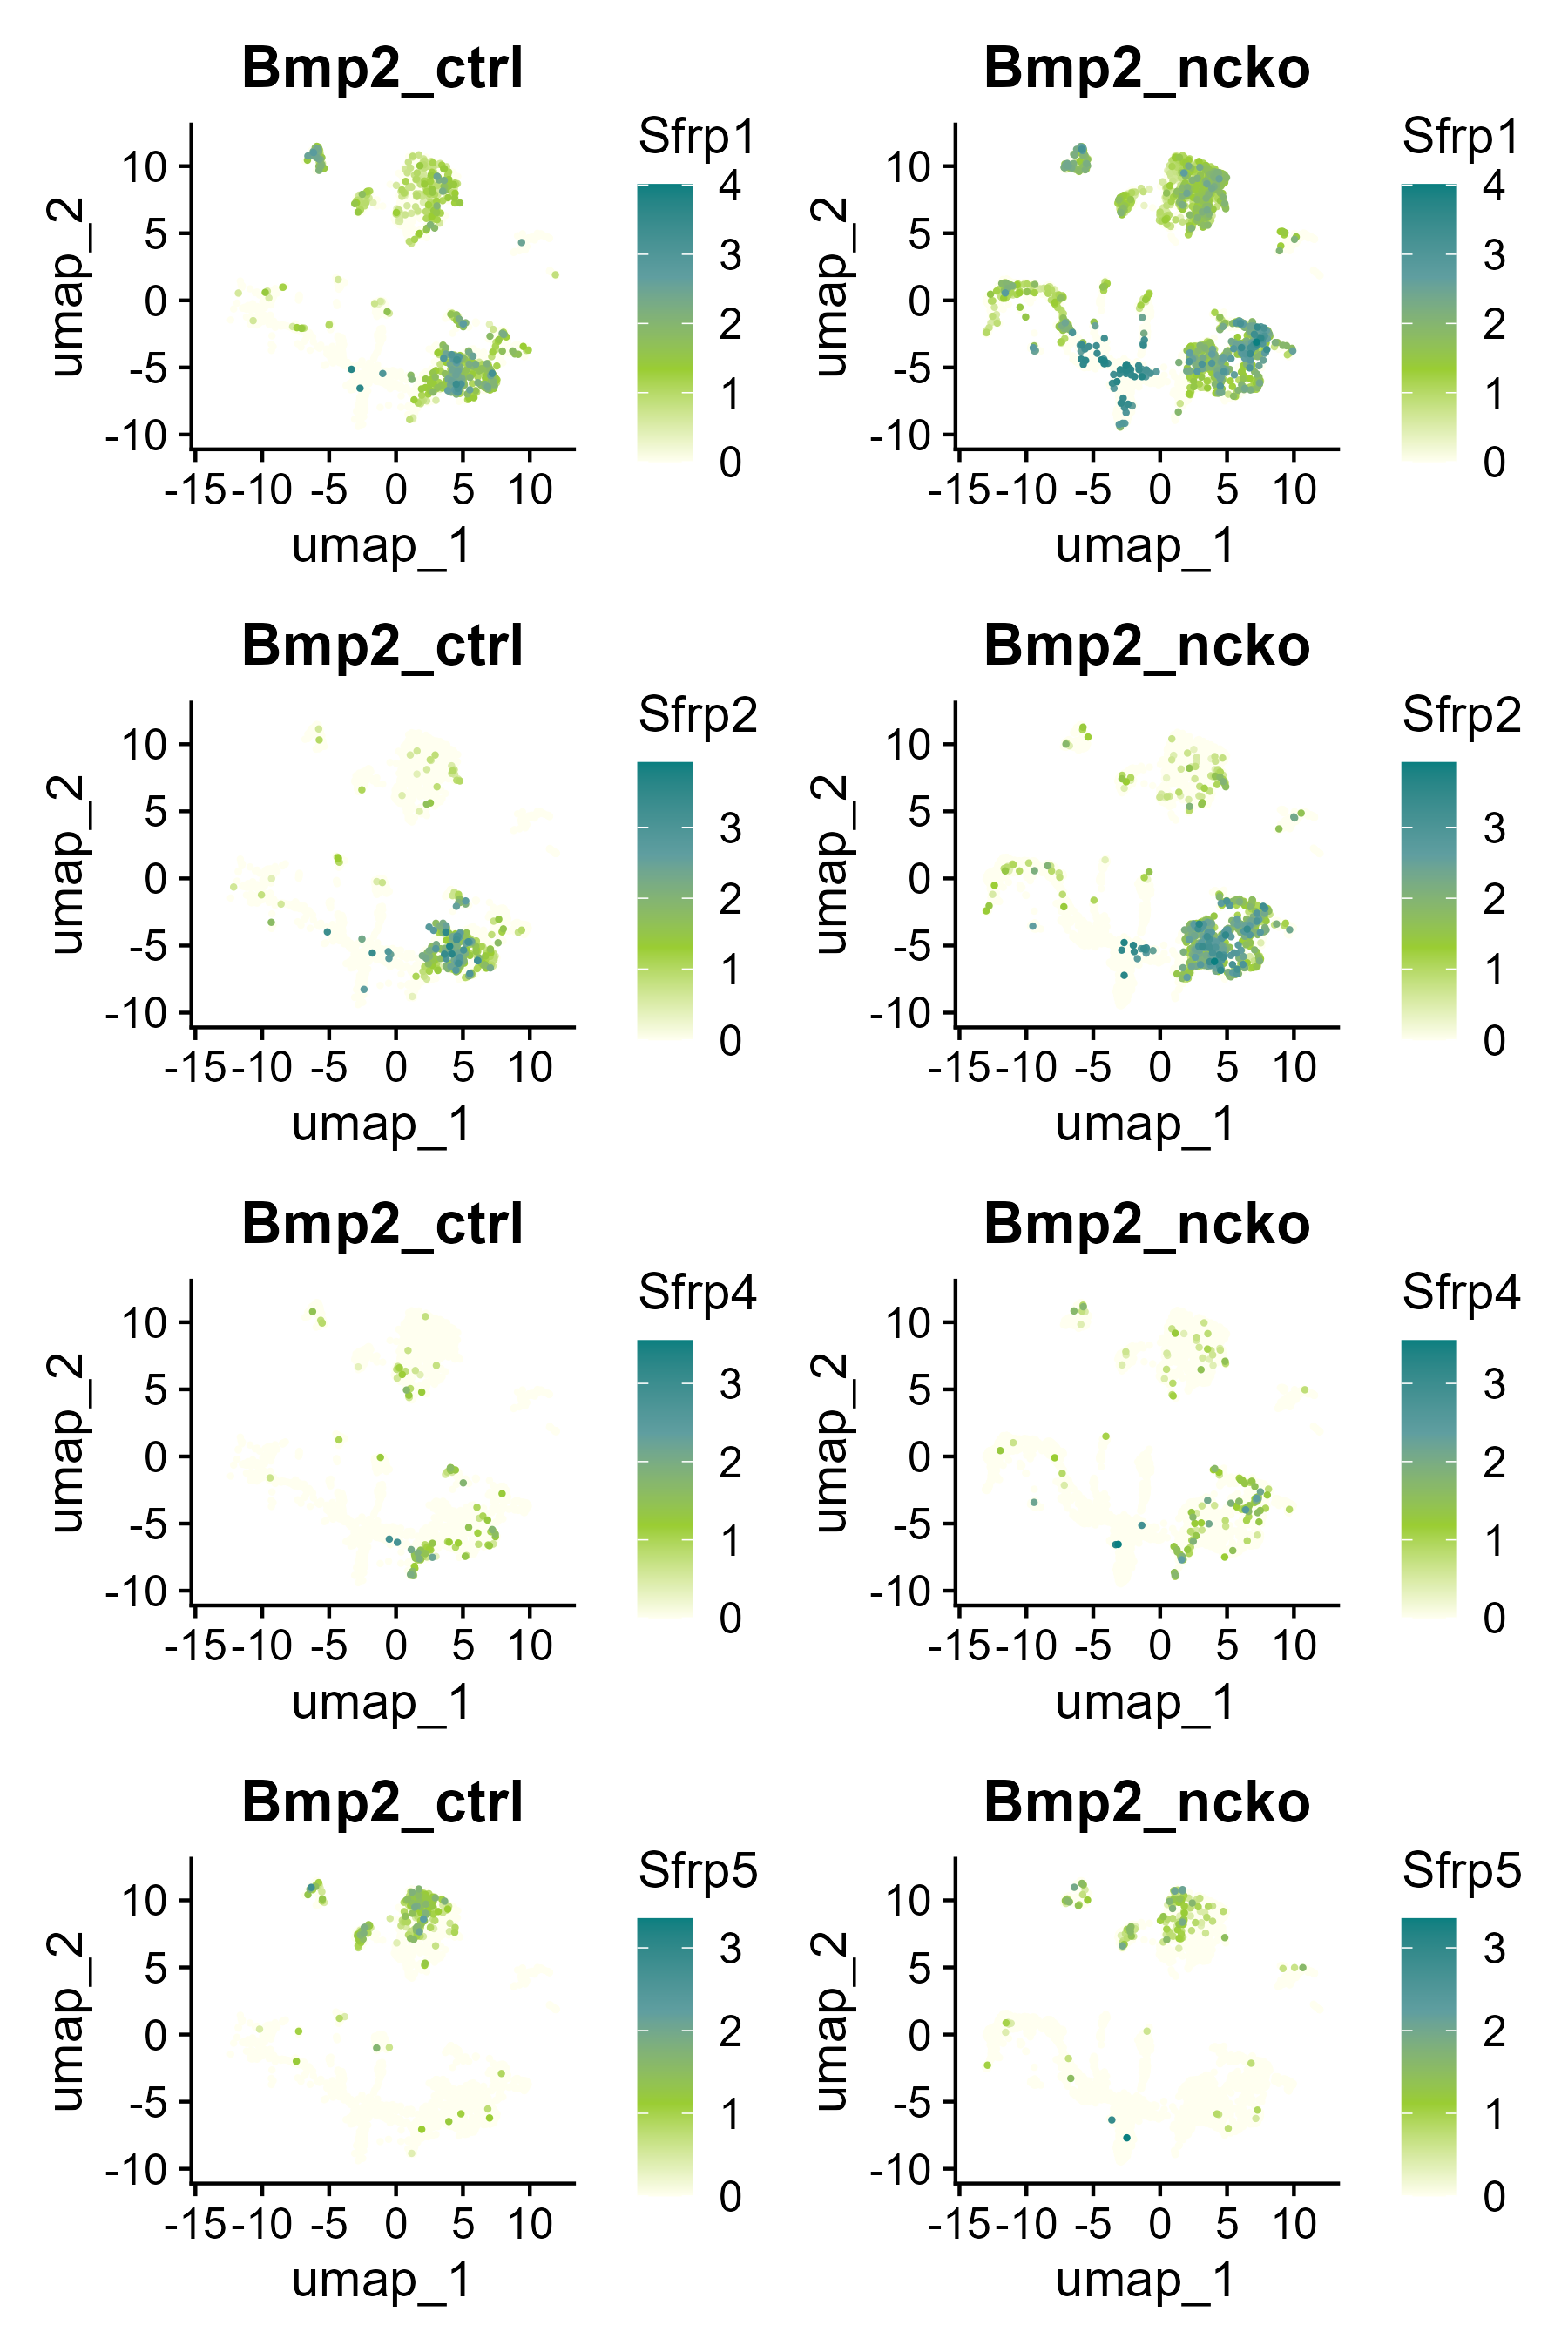 Bmp2_ctrl Bmp2_ncko
Sfrp1 Sfrp1
10 5 0 -5 -10 4 3 2 1 0 10 5 0 -5 -10 4 3 2 1 0
umap_2 umap_2
-15 -10 -5 0 5 10 -15 -10 -5 0 5 10
umap_1 umap_1
Bmp2_ctrl Bmp2_ncko
Sfrp2 Sfrp2
10 5 0 -5 -10 3 2 1 0 10 5 0 -5 -10 3 2 1 0
umap_2 umap_2
-15 -10 -5 0 5 10 -15 -10 -5 0 5 10
umap_1 umap_1
Bmp2_ctrl Bmp2_ncko
Sfrp4 Sfrp4
10 5 0 -5 -10 3 2 1 0 10 5 0 -5 -10 3 2 1 0
umap_2 umap_2
-15 -10 -5 0 5 10 -15 -10 -5 0 5 10
umap_1 umap_1
Bmp2_ctrl Bmp2_ncko
Sfrp5 Sfrp5
10 5 0 -5 -10 3 2 1 0 10 5 0 -5 -10 3 2 1 0
umap_2 umap_2
-15 -10 -5 0 5 10 -15 -10 -5 0 5 10
umap_1 umap_1